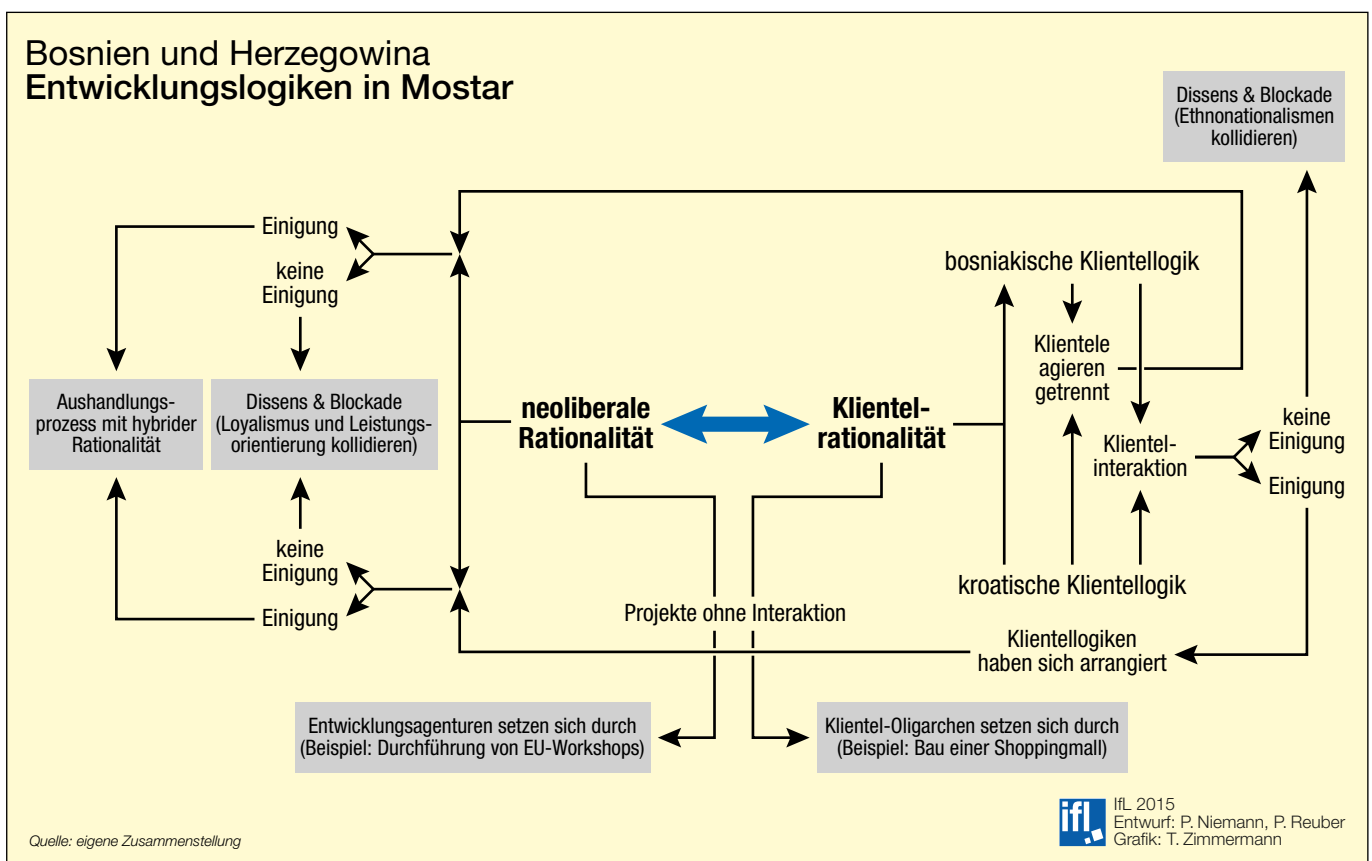 Bosnien und Herzegowina
Entwicklungslogiken in Mostar
Dissens & Blockade
(Ethnonationalismen
kollidieren)
Einigung
keine
Einigung
bosniakische Klientellogik
Klientele
agieren
getrennt
Aushandlungs-
prozess mit hybrider
Rationalität
Dissens & Blockade
(Loyalismus und Leistungs-
orientierung kollidieren)
neoliberale
Rationalität
Klientel-
rationalität
Klientel-
interaktion
keine
Einigung
Einigung
keine
Einigung
Einigung
kroatische Klientellogik
Projekte ohne Interaktion
Klientellogiken
haben sich arrangiert
Entwicklungsagenturen setzen sich durch
(Beispiel: Durchführung von EU-Workshops)
Klientel-Oligarchen setzen sich durch
(Beispiel: Bau einer Shoppingmall)
Quelle: eigene Zusammenstellung
ifl
IfL 2015
Entwurf: P. Niemann, P. Reuber
Grafik: T. Zimmermann